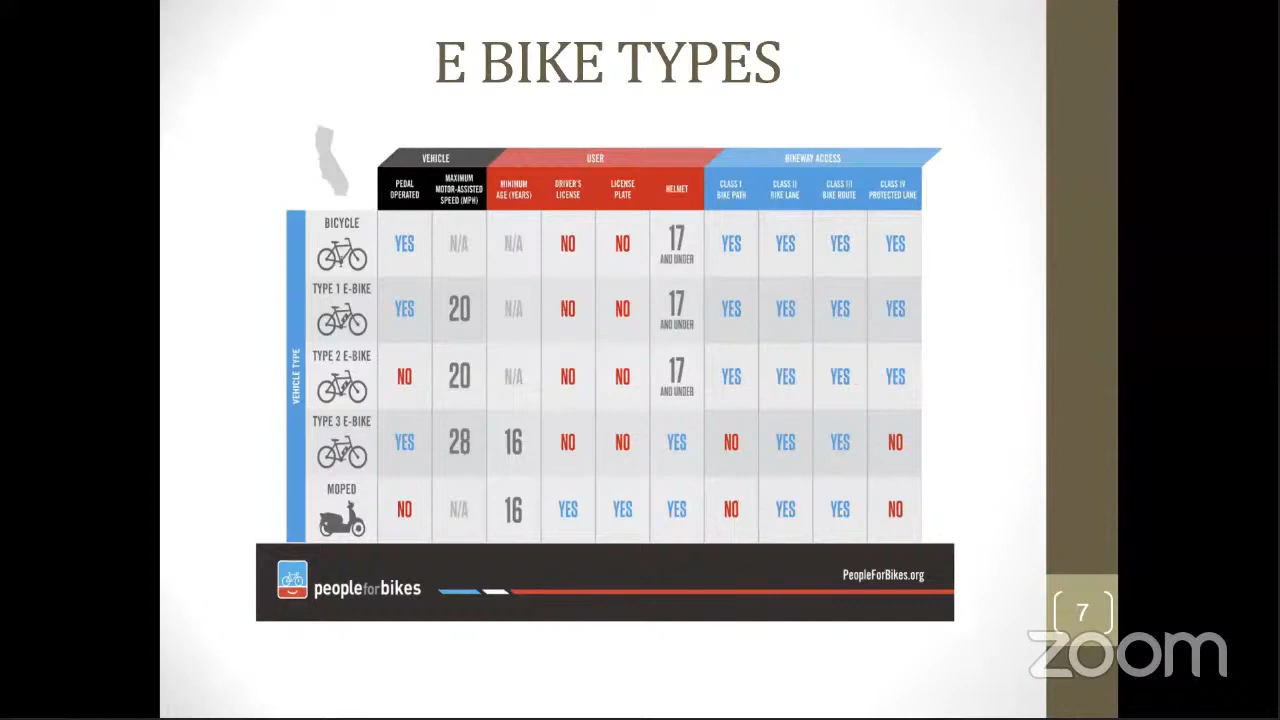 E BIKE TYPES
VEHICLE USER BIKEWAY ACCESS
PEDAL OPERATED MAXIMUM MOTOR-ASSISTED SPEED (MPH) MINIMUM AGE (YEARS) DRIVER'S LICENSE LICENSE PLATE HELMET CLASS I BIKE PATH CLASS II BIKE LANE CLASS III BIKE ROUTE CLASS IV PROTECTED LANE
VEHICLE TYPE
BICYCLE
YES N/A N/A NO NO 17 AND UNDER YES YES YES YES
TYPE 1 E-BIKE
YES 20 N/A NO NO 17 AND UNDER YES YES YES YES
TYPE 2 E-BIKE
NO 20 N/A NO NO 17 AND UNDER YES YES YES YES
TYPE 3 E-BIKE
YES 28 16 NO NO YES NO YES YES NO
MOPED
NO N/A 16 YES YES YES NO YES YES NO
peopleforbikes
PeopleForBikes.org
7
zoom